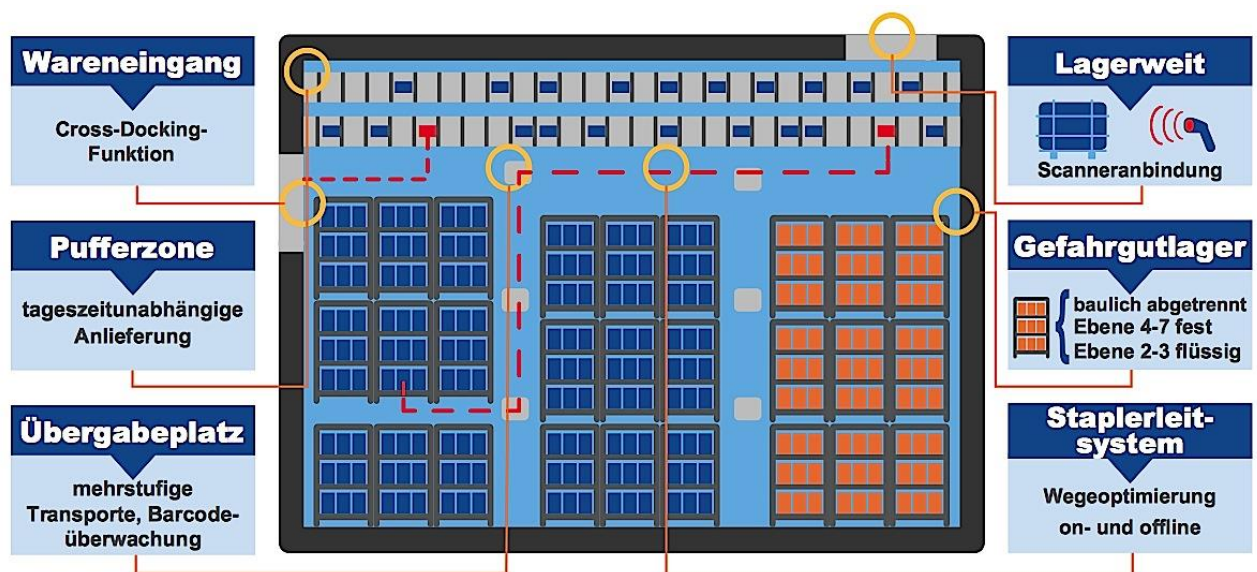 Wareneingang
Cross-Docking-
Funktion
Pufferzone
tageszeitunabhängige
Anlieferung
Übergabeplatz
mehrstufige
Transporte, Barcode-
überwachung
Lagerweit
Scanneranbindung
Gefahrgutlager
baulich abgetrennt
Ebene 4-7 fest
Ebene 2-3 flüssig
Staplerleit-
system
Wegeoptimierung
on- und offline